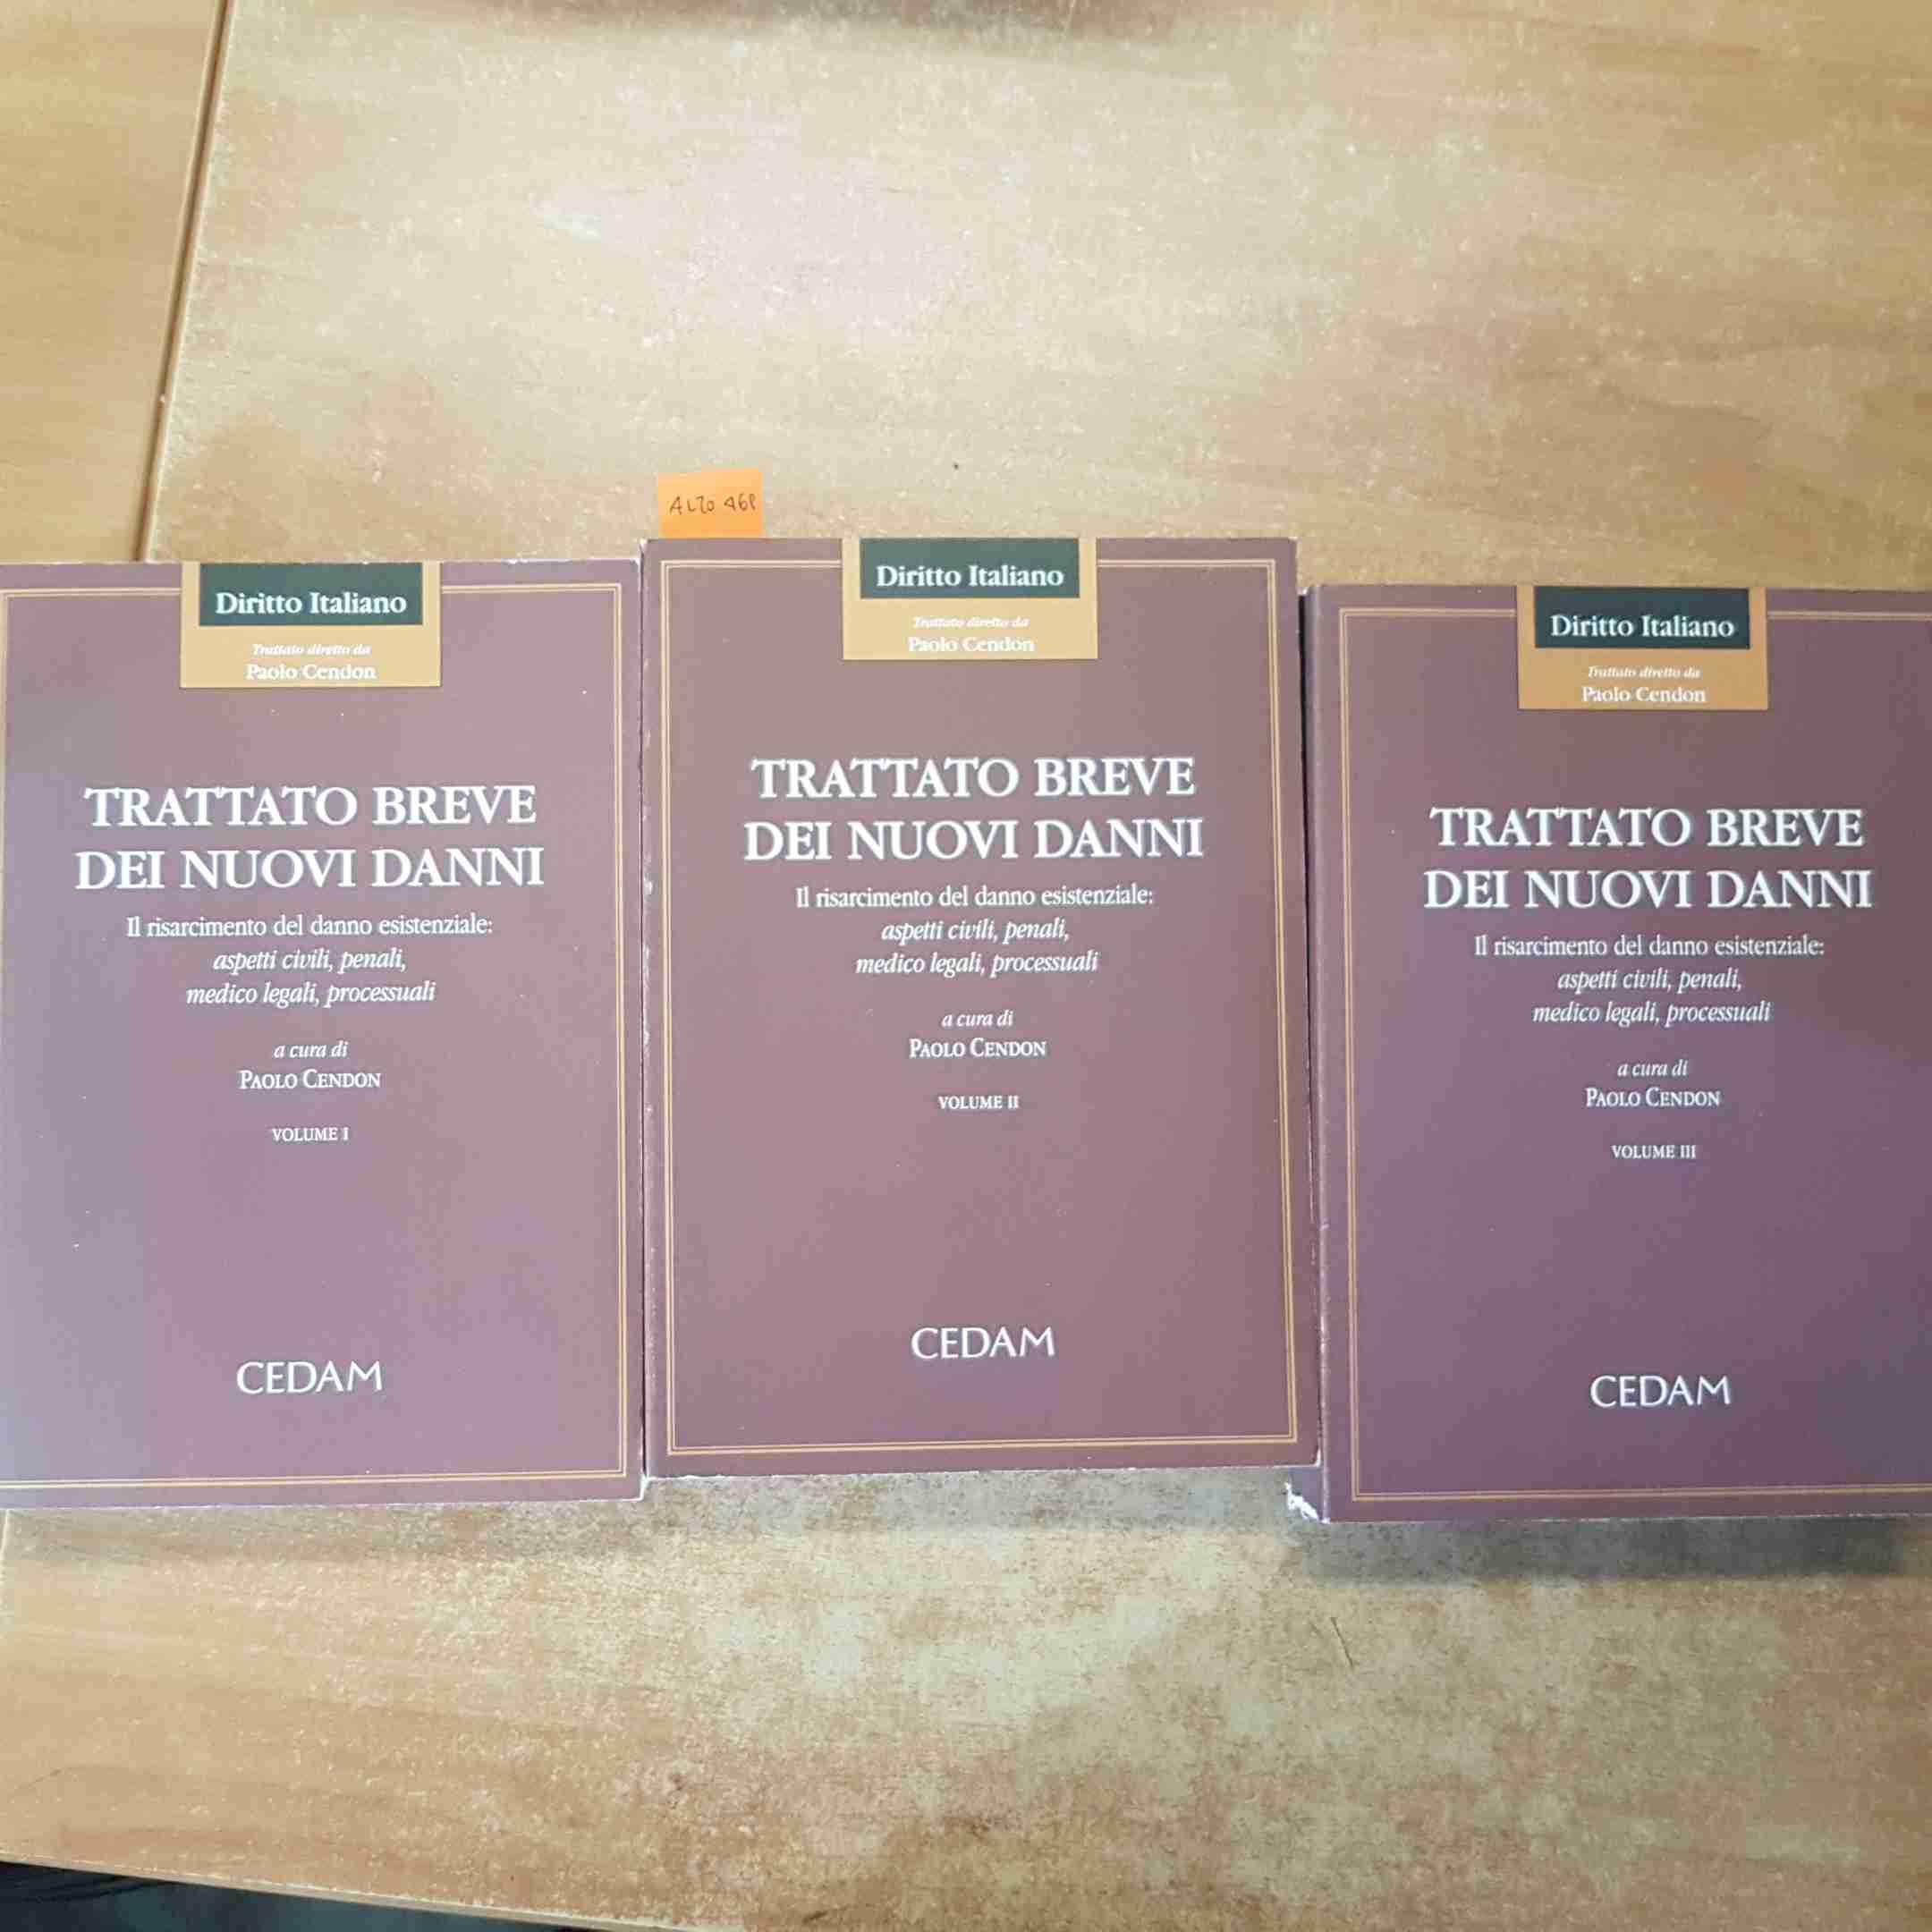 ALTO 46P
Diritto Italiano
Trattato diretto da
Paolo Cendon
TRATTATO BREVE
DEI NUOVI DANNI
Il risarcimento del danno esistenziale:
aspetti civili, penali,
medico legali, processuali
a cura di
PAOLO CENDON
VOLUME I
CEDAM
Diritto Italiano
Trattato diretto da
Paolo Cendon
TRATTATO BREVE
DEI NUOVI DANNI
Il risarcimento del danno esistenziale:
aspetti civili, penali,
medico legali, processuali
a cura di
PAOLO CENDON
VOLUME II
CEDAM
Diritto Italiano
Trattato diretto da
Paolo Cendon
TRATTATO BREVE
DEI NUOVI DANNI
Il risarcimento del danno esistenziale:
aspetti civili, penali,
medico legali, processuali
a cura di
PAOLO CENDON
VOLUME III
CEDAM